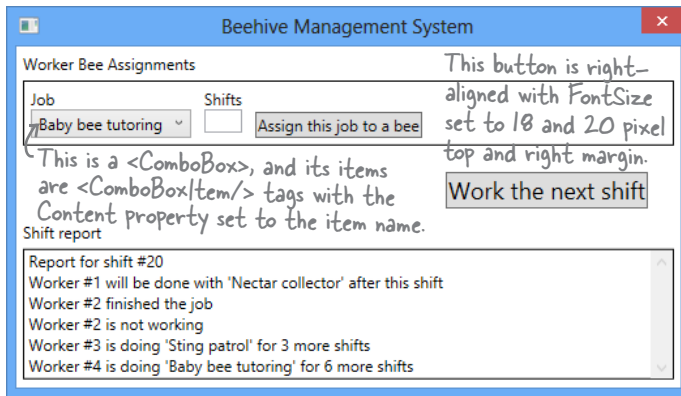 Beehive Management System
Worker Bee Assignments
Job
Shifts
Baby bee tutoring
Assign this job to a bee
This button is right-
aligned with FontSize
set to 18 and 20 pixel
top and right margin.
This is a <ComboBox>, and its items
are <ComboBoxItem/> tags with the
Content property set to the item name.
Work the next shift
Shift report
Report for shift #20
Worker #1 will be done with 'Nectar collector' after this shift
Worker #2 finished the job
Worker #2 is not working
Worker #3 is doing 'Sting patrol' for 3 more shifts
Worker #4 is doing 'Baby bee tutoring' for 6 more shifts